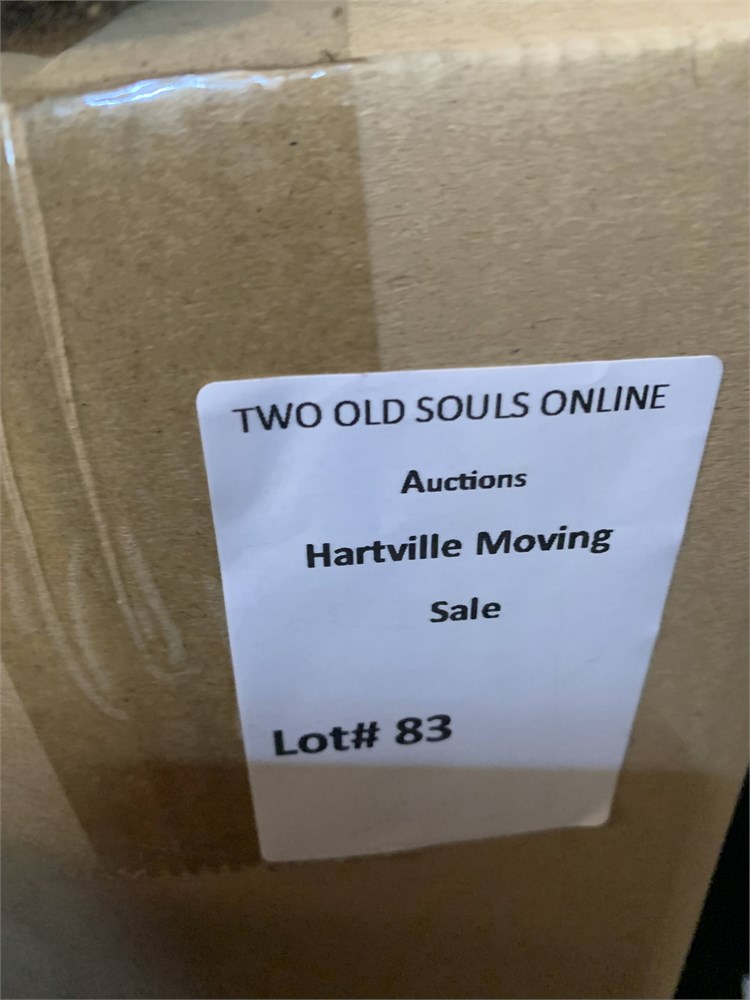 TWO OLD SOULS ONLINE
Auctions
Hartville Moving
Sale
Lot# 83